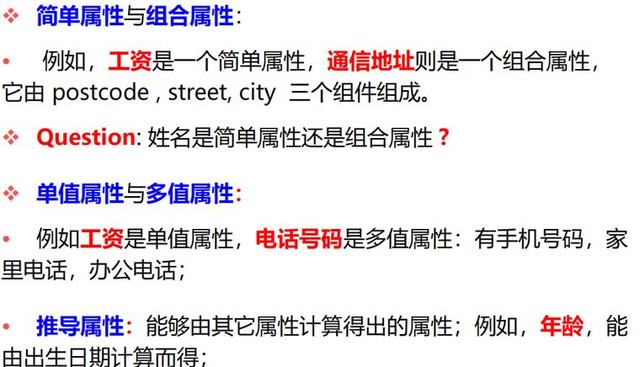 ❖ 简单属性与组合属性：
• 例如，工资是一个简单属性，通信地址则是一个组合属性，
它由 postcode , street, city 三个组件组成。
❖ Question: 姓名是简单属性还是组合属性？
❖ 单值属性与多值属性：
• 例如工资是单值属性，电话号码是多值属性：有手机号码，家
里电话，办公电话；
• 推导属性：能够由其它属性计算得出的属性；例如，年龄，能
由出生日期计算而得；